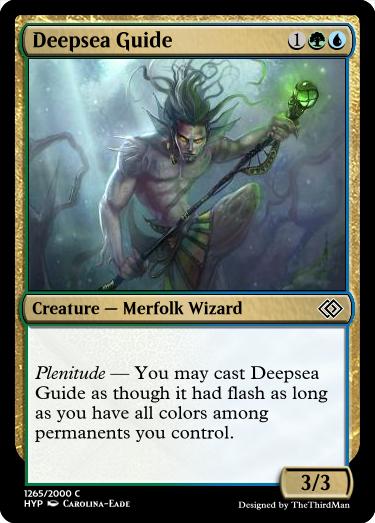 Deepsea Guide 1
Creature — Merfolk Wizard
Plenitude — You may cast Deepsea
Guide as though it had flash as long
as you have all colors among
permanents you control.
3/3
1265/2000 C
HYP Carolina-Eade
Designed by TheThirdMan